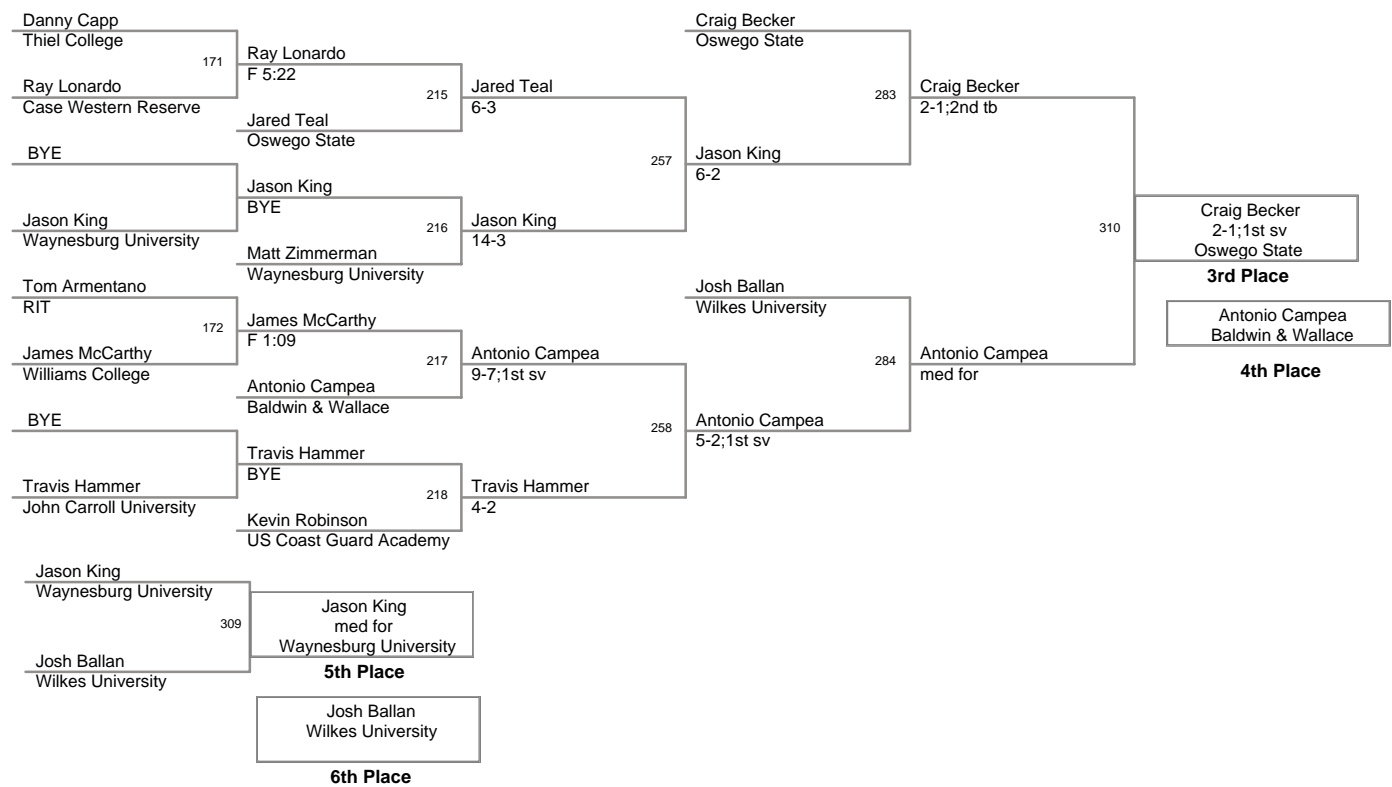 Danny Capp
Thiel College
171
Ray Lonardo
Case Western Reserve
BYE
Jason King
Waynesburg University
Tom Armentano
RIT
172
James McCarthy
Williams College
BYE
Travis Hammer
John Carroll University
Ray Lonardo
F 5:22
215
Jared Teal
Oswego State
Jason King
BYE
216
Matt Zimmerman
Waynesburg University
James McCarthy
F 1:09
217
Antonio Campea
Baldwin & Wallace
Travis Hammer
BYE
218
Kevin Robinson
US Coast Guard Academy
Jared Teal
6-3
257
Jason King
14-3
Antonio Campea
9-7;1st sv
258
Travis Hammer
4-2
Craig Becker
Oswego State
283
Jason King
6-2
Josh Ballan
Wilkes University
284
Antonio Campea
5-2;1st sv
Craig Becker
2-1;2nd tb
310
Antonio Campea
med for
Craig Becker
2-1;1st sv
Oswego State
3rd Place
Antonio Campea
Baldwin & Wallace
4th Place
Jason King
Waynesburg University
309
Josh Ballan
Wilkes University
Jason King
med for
Waynesburg University
5th Place
Josh Ballan
Wilkes University
6th Place